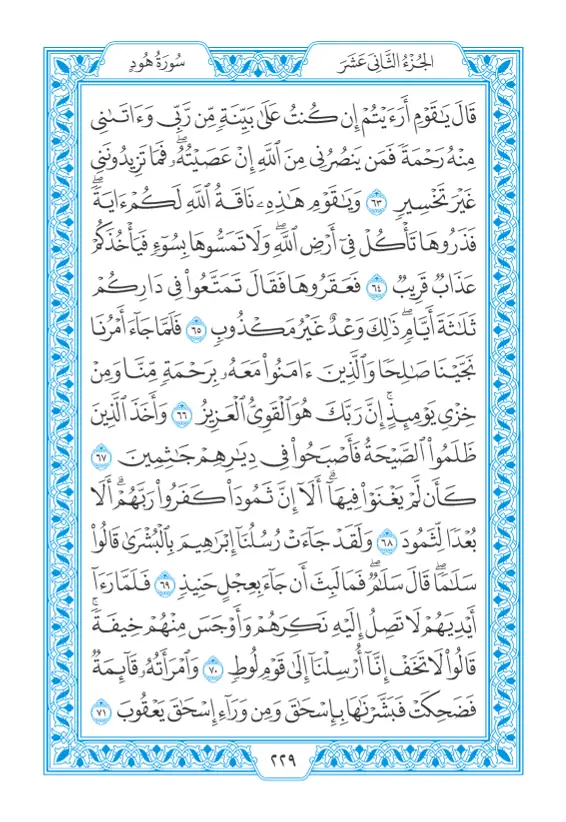 الجُزْءُ الثَّانِي عَشَرَ
سُورَةُ هُودٍ
قَالَ يَٰقَوْمِ أَرَءَيْتُمْ إِن كُنتُ عَلَىٰ بَيِّنَةٍ مِّن رَّبِّى وَءَاتَىٰنِى
مِنْهُ رَحْمَةً فَمَن يَنصُرُنِى مِنَ ٱللَّهِ إِنْ عَصَيْتُهُۥۖ فَمَا تَزِيدُونَنِى
غَيْرَ تَخْسِيرٍ ٦٣ وَيَٰقَوْمِ هَٰذِهِۦ نَاقَةُ ٱللَّهِ لَكُمْ ءَايَةًۖ
فَذَرُوهَا تَأْكُلْ فِىٓ أَرْضِ ٱللَّهِۖ وَلَا تَمَسُّوهَا بِسُوٓءٍ فَيَأْخُذَكُمْ
عَذَابٌ قَرِيبٌ ٦٤ فَعَقَرُوهَا فَقَالَ تَمَتَّعُوا۟ فِى دَارِكُمْ
ثَلَٰثَةَ أَيَّامٍۖ ذَٰلِكَ وَعْدٌ غَيْرُ مَكْذُوبٍ ٦٥ فَلَمَّا جَآءَ أَمْرُنَا
نَجَّيْنَا صَٰلِحًا وَٱلَّذِينَ ءَامَنُوا۟ مَعَهُۥ بِرَحْمَةٍ مِّنَّا وَمِنْ
خِزْىِ يَوْمِئِذٍۗ إِنَّ رَبَّكَ هُوَ ٱلْقَوِىُّ ٱلْعَزِيزُ ٦٦ وَأَخَذَ ٱلَّذِينَ
ظَلَمُوا۟ ٱلصَّيْحَةُ فَأَصْبَحُوا۟ فِى دِيَٰرِهِمْ جَٰثِمِينَ ٦٧
كَأَن لَّمْ يَغْنَوْا۟ فِيهَآۗ أَلَآ إِنَّ ثَمُودَا۟ كَفَرُوا۟ رَبَّهُمْۗ أَلَا
بُعْدًا لِّثَمُودَ ٦٨ وَلَقَدْ جَآءَتْ رُسُلُنَآ إِبْرَٰهِيمَ بِٱلْبُشْرَىٰ قَالُوا۟
سَلَٰمًاۖ قَالَ سَلَٰمٌۖ فَمَا لَبِثَ أَن جَآءَ بِعِجْلٍ حَنِيذٍ ٦٩ فَلَمَّا رَءَآ
أَيْدِيَهُمْ لَا تَصِلُ إِلَيْهِ نَكِرَهُمْ وَأَوْجَسَ مِنْهُمْ خِيفَةًۚ
قَالُوا۟ لَا تَخَفْ إِنَّآ أُرْسِلْنَآ إِلَىٰ قَوْمِ لُوطٍ ٧٠ وَٱمْرَأَتُهُۥ قَآئِمَةٌ
فَضَحِكَتْ فَبَشَّرْنَٰهَا بِإِسْحَٰقَ وَمِن وَرَآءِ إِسْحَٰقَ يَعْقُوبَ ٧١
٢٢٩